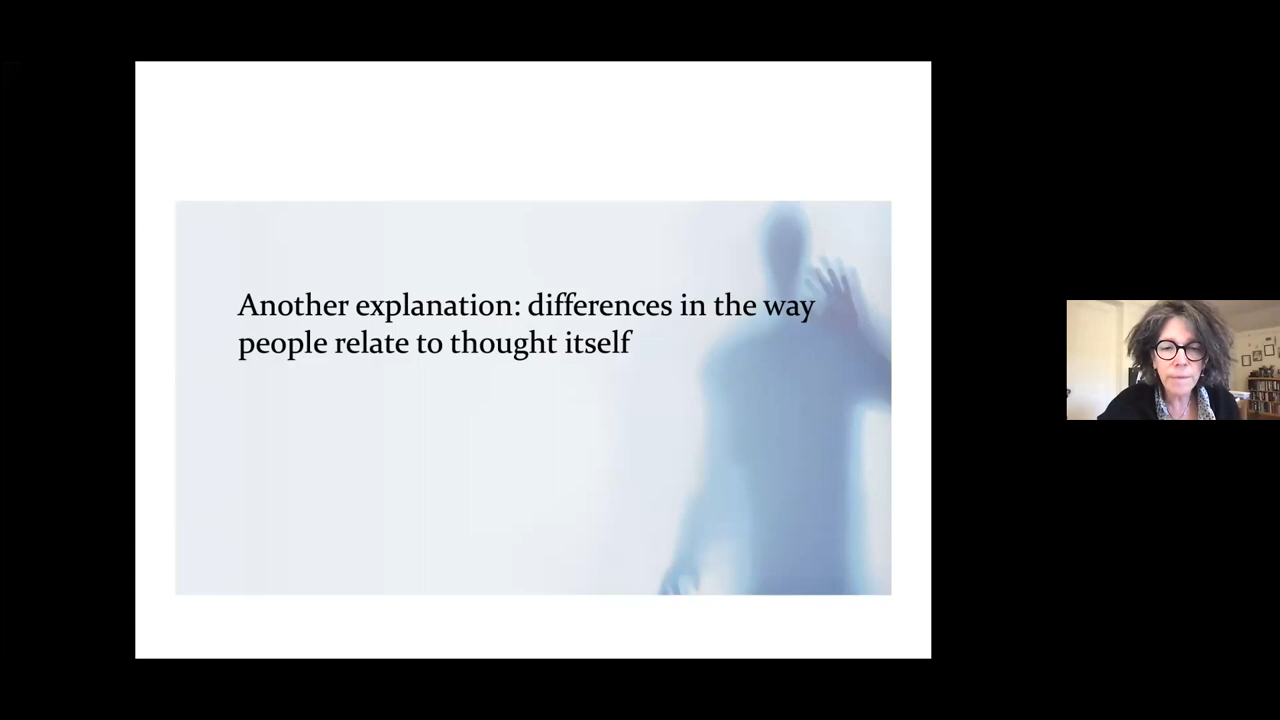 Another explanation: differences in the way
people relate to thought itself